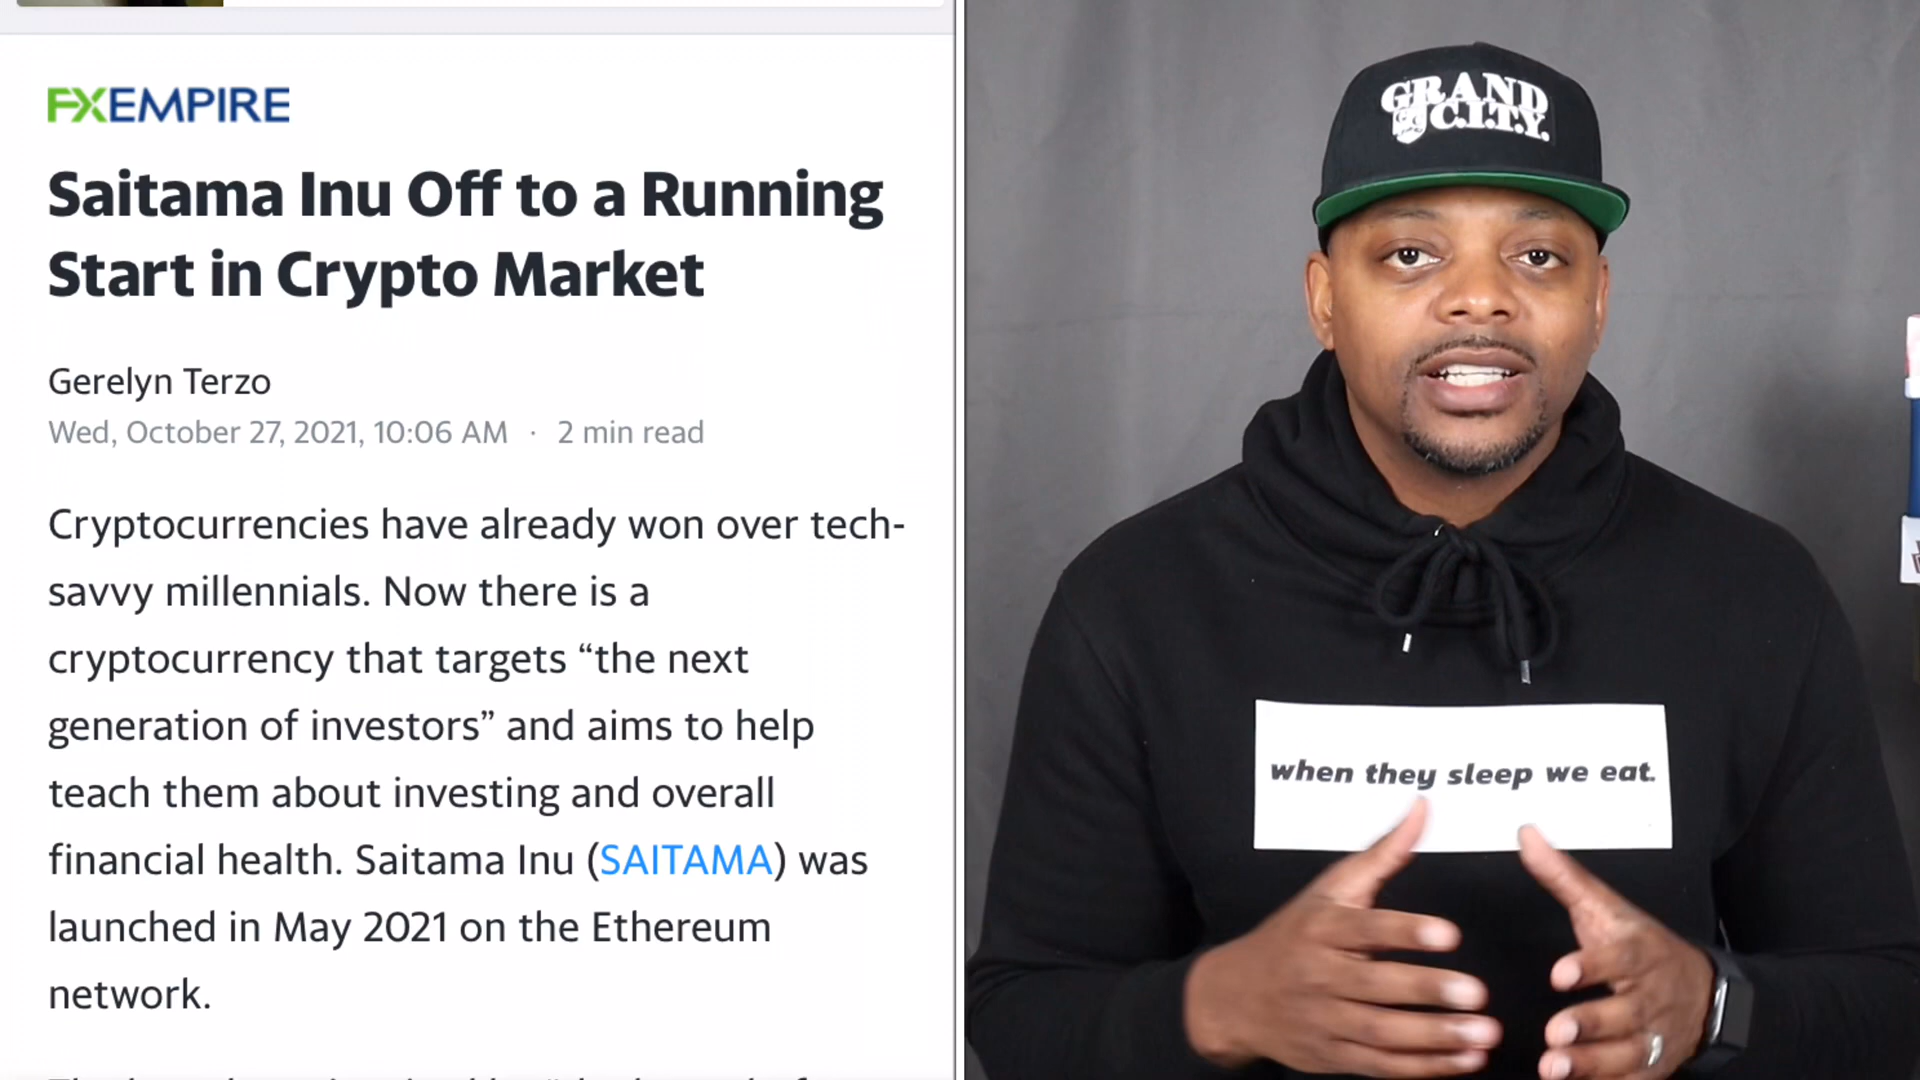 FXEMPIRE
Saitama Inu Off to a Running
Start in Crypto Market
Gerelyn Terzo
Wed, October 27, 2021, 10:06 AM · 2 min read
Cryptocurrencies have already won over tech-
savvy millennials. Now there is a
cryptocurrency that targets “the next
generation of investors” and aims to help
teach them about investing and overall
financial health. Saitama Inu (SAITAMA) was
launched in May 2021 on the Ethereum
network.
GRAND
C.I.T.Y.
when they sleep we eat.